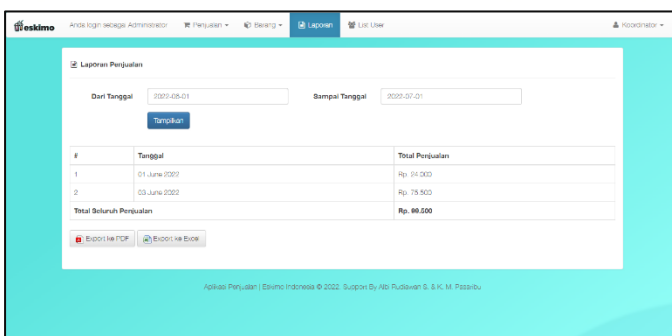 eskimo Anda login sebagai Administrator Penjualan Barang Laporan List User Koordinator
Laporan Penjualan
Dari Tanggal Sampai Tanggal 2022-07-01
Tampilkan
# Tanggal Total Penjualan
1 01 June 2022 Rp. 24.000
2 03 June 2022 Rp. 75.500
Total Seluruh Penjualan Rp. 99.500
Export ke PDF Export ke Excel
Aplikasi Penjualan | Eskimo Indonesia © 2022. Support By Albi Rudiawan S. & K. M. Pasaribu